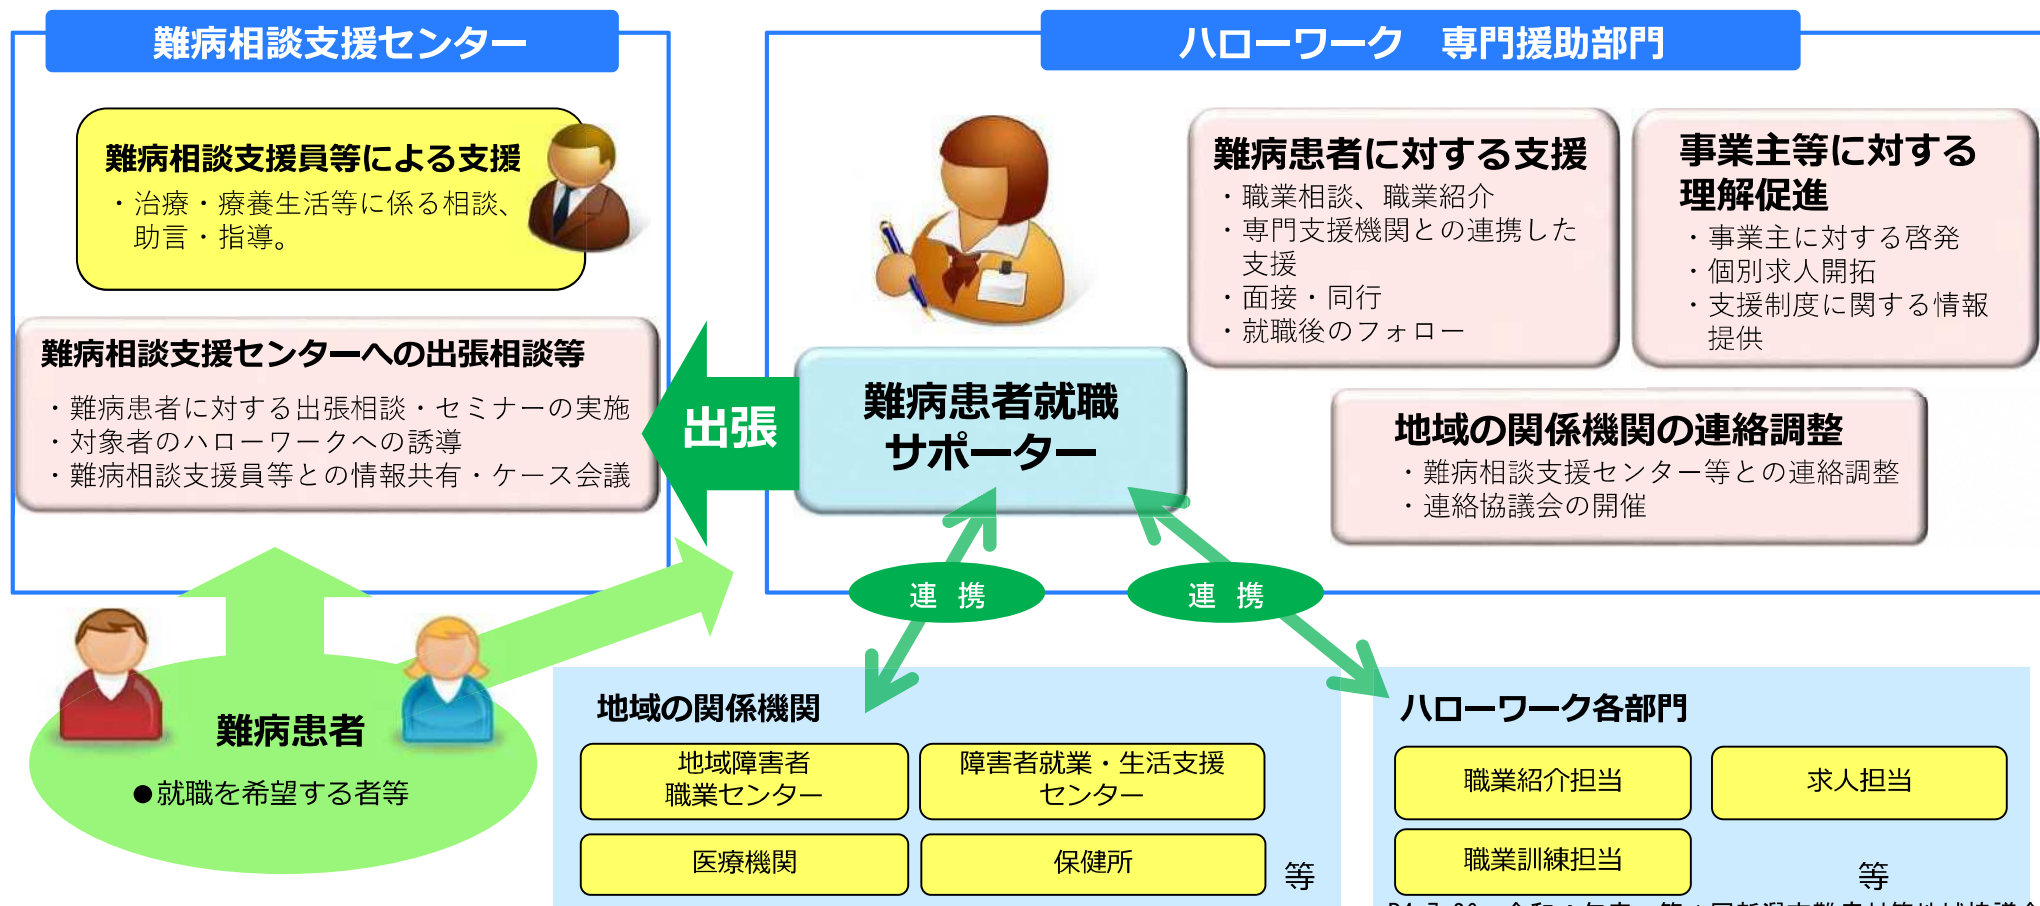 難病相談支援センター
難病相談支援員等による支援
・治療・療養生活等に係る相談、
助言・指導。
難病相談支援センターへの出張相談等
・難病患者に対する出張相談・セミナーの実施
・対象者のハローワークへの誘導
・難病相談支援員等との情報共有・ケース会議
出張
ハローワーク　専門援助部門
難病患者就職
サポーター
難病患者に対する支援
・職業相談、職業紹介
・専門支援機関との連携した
支援
・面接・同行
・就職後のフォロー
事業主等に対する
理解促進
・事業主に対する啓発
・個別求人開拓
・支援制度に関する情報
提供
地域の関係機関の連絡調整
・難病相談支援センター等との連絡調整
・連絡協議会の開催
連 携
連 携
難病患者
●就職を希望する者等
地域の関係機関
地域障害者
職業センター
障害者就業・生活支援
センター
医療機関
保健所
等
ハローワーク各部門
職業紹介担当
求人担当
職業訓練担当
等